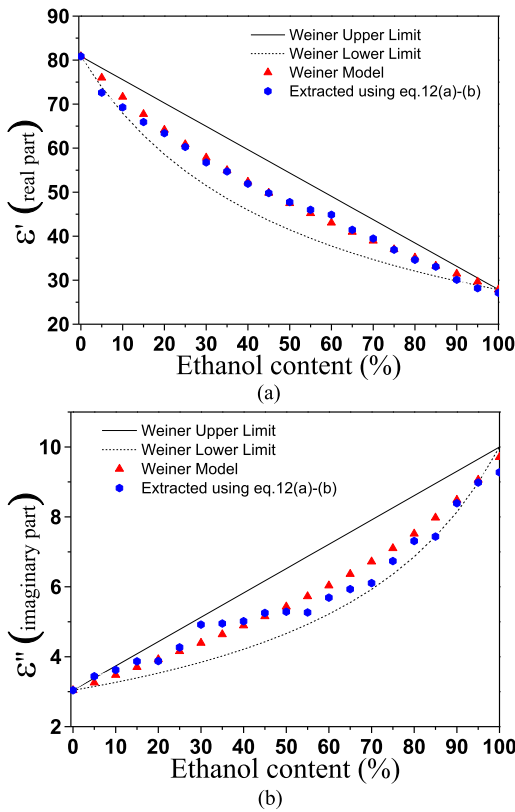 Weiner Upper Limit
Weiner Lower Limit
Weiner Model
Extracted using eq.12(a)-(b)
90
80
70
60
50
40
30
20
ε' (real part)
0 10 20 30 40 50 60 70 80 90 100
Ethanol content (%)
(a)
Weiner Upper Limit
Weiner Lower Limit
Weiner Model
Extracted using eq.12(a)-(b)
10
8
6
4
2
ε" (imaginary part)
0 10 20 30 40 50 60 70 80 90 100
Ethanol content (%)
(b)